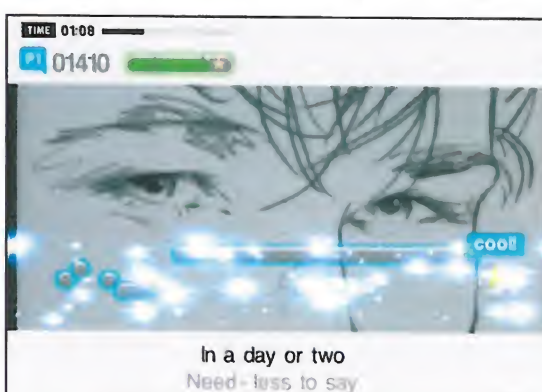 TIME 01:08
P1 01410
cool!
In a day or two
Need-less to say